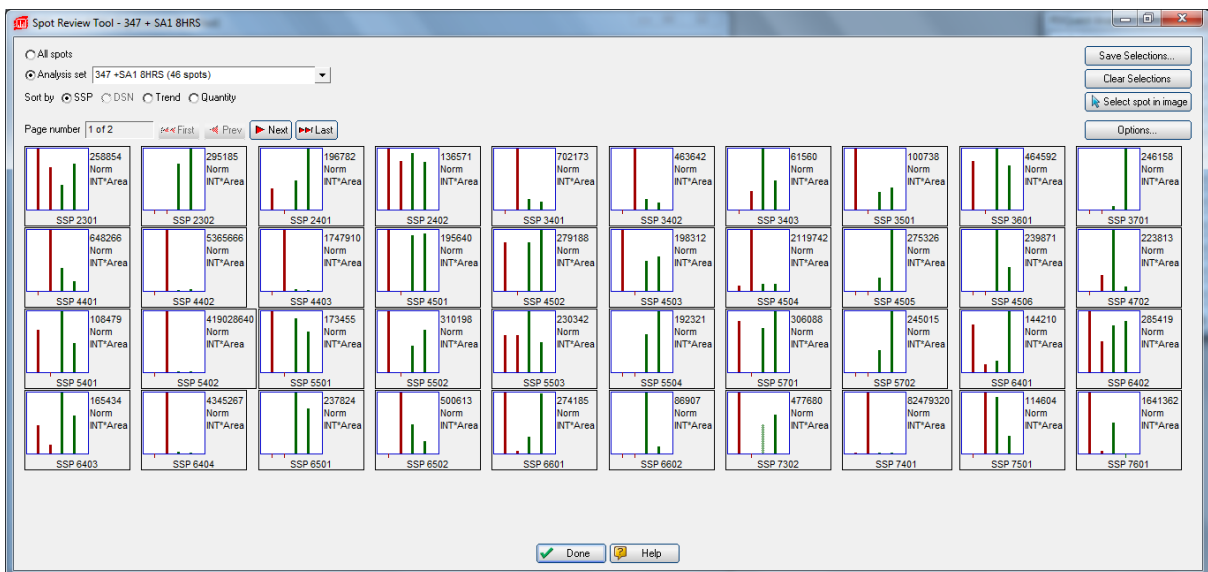 Spot Review Tool - 347 + SA1 8HRS
All spots
Save Selections...
Analysis set 347 +SA1 8HRS (46 spots)
Clear Selections
Sort by SSP DSN Trend Quantity
Select spot in image
Page number 1 of 2 First Prev Next Last
Options...
258854 295185 196782 136571 702173 463642 61560 100738 464592 246158
Norm Norm Norm Norm Norm Norm Norm Norm Norm Norm
INT*Area INT*Area INT*Area INT*Area INT*Area INT*Area INT*Area INT*Area INT*Area INT*Area
SSP 2301 SSP 2302 SSP 2401 SSP 2402 SSP 3401 SSP 3402 SSP 3403 SSP 3501 SSP 3601 SSP 3701
648266 5365666 1747910 195640 279188 198312 2119742 275326 239871 223813
Norm Norm Norm Norm Norm Norm Norm Norm Norm Norm
INT*Area INT*Area INT*Area INT*Area INT*Area INT*Area INT*Area INT*Area INT*Area INT*Area
SSP 4401 SSP 4402 SSP 4403 SSP 4501 SSP 4502 SSP 4503 SSP 4504 SSP 4505 SSP 4506 SSP 4702
108479 419028640 173455 310198 230342 192321 306088 245015 144210 285419
Norm Norm Norm Norm Norm Norm Norm Norm Norm Norm
INT*Area INT*Area INT*Area INT*Area INT*Area INT*Area INT*Area INT*Area INT*Area INT*Area
SSP 5401 SSP 5402 SSP 5501 SSP 5502 SSP 5503 SSP 5504 SSP 5701 SSP 5702 SSP 6401 SSP 6402
165434 4345267 237824 500613 274185 86907 477680 82479320 114604 1641362
Norm Norm Norm Norm Norm Norm Norm Norm Norm Norm
INT*Area INT*Area INT*Area INT*Area INT*Area INT*Area INT*Area INT*Area INT*Area INT*Area
SSP 6403 SSP 6404 SSP 6501 SSP 6502 SSP 6601 SSP 6602 SSP 7302 SSP 7401 SSP 7501 SSP 7601
Done Help